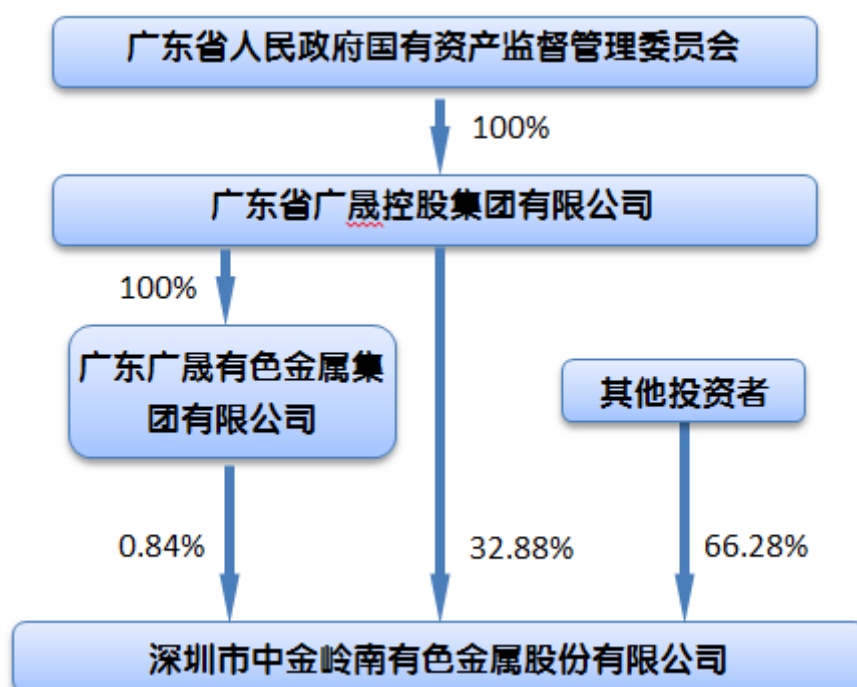 广东省人民政府国有资产监督管理委员会
100%
广东省广晟控股集团有限公司
100%
广东广晟有色金属集
团有限公司
其他投资者
0.84%
32.88%
66.28%
深圳市中金岭南有色金属股份有限公司